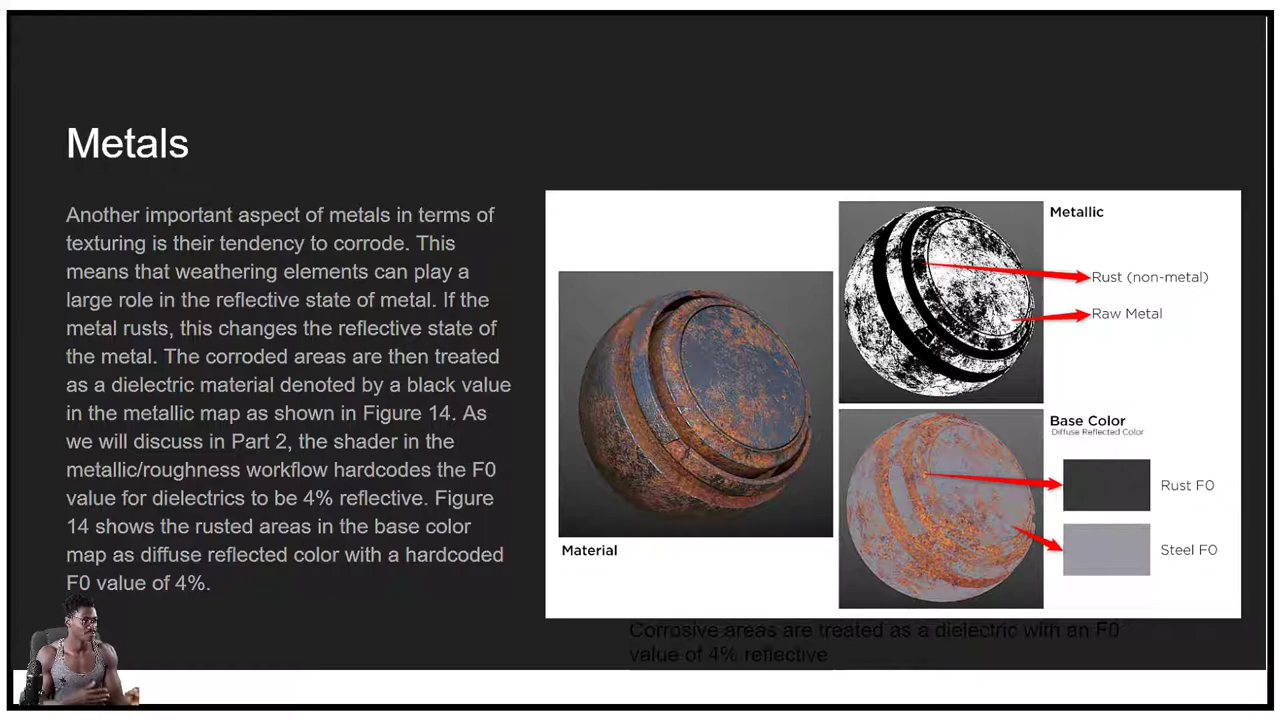 Metals
Another important aspect of metals in terms of
texturing is their tendency to corrode. This
means that weathering elements can play a
large role in the reflective state of metal. If the
metal rusts, this changes the reflective state of
the metal. The corroded areas are then treated
as a dielectric material denoted by a black value
in the metallic map as shown in Figure 14. As
we will discuss in Part 2, the shader in the
metallic/roughness workflow hardcodes the F0
value for dielectrics to be 4% reflective. Figure
14 shows the rusted areas in the base color
map as diffuse reflected color with a hardcoded
F0 value of 4%.
Metallic
Rust (non-metal)
Raw Metal
Base Color
Diffuse Reflected Color
Rust F0
Steel F0
Material
Corrosive areas are treated as a dielectric with an F0
value of 4% reflective